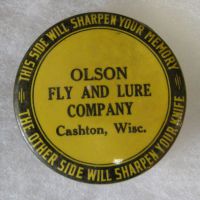 THIS SIDE WILL SHARPEN YOUR MEMORY
OLSON
FLY AND LURE
COMPANY
Cashton, Wisc.
THE OTHER SIDE WILL SHARPEN YOUR KNIFE